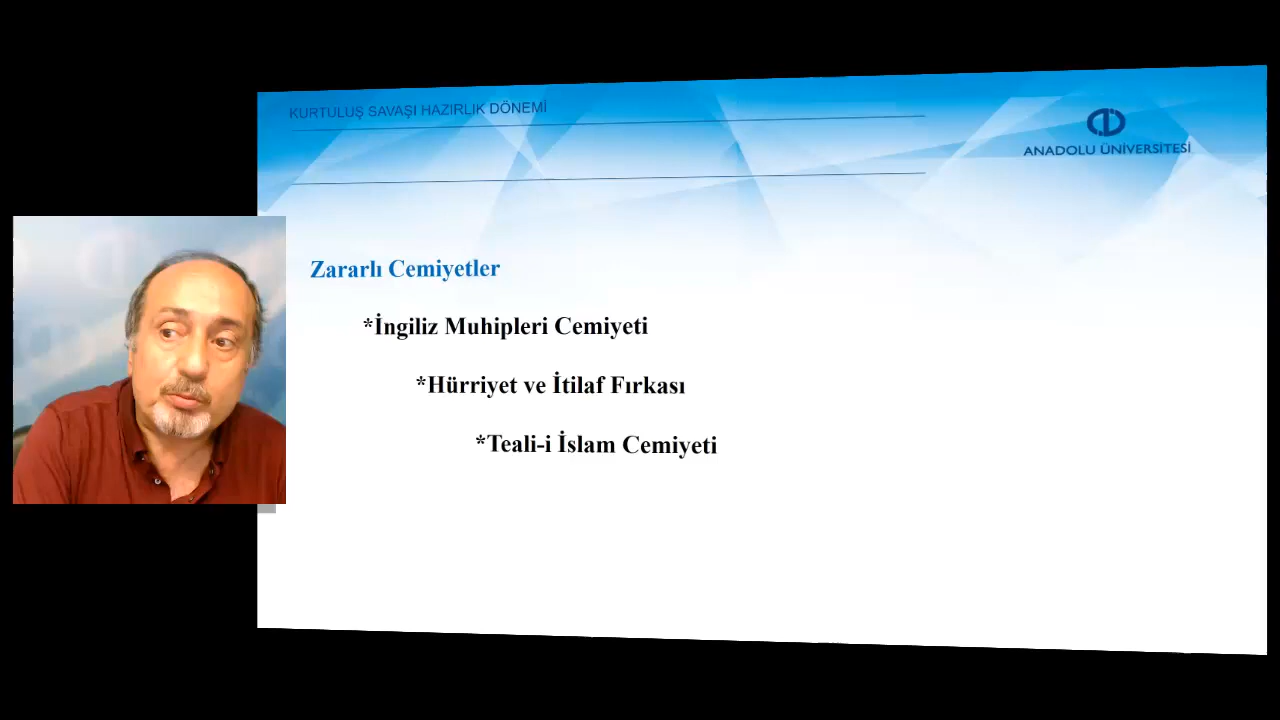 KURTULUŞ SAVAŞI HAZIRLIK DÖNEMİ
ANADOLU ÜNİVERSİTESİ
Zararlı Cemiyetler
*İngiliz Muhipleri Cemiyeti
*Hürriyet ve İtilaf Fırkası
*Teali-i İslam Cemiyeti